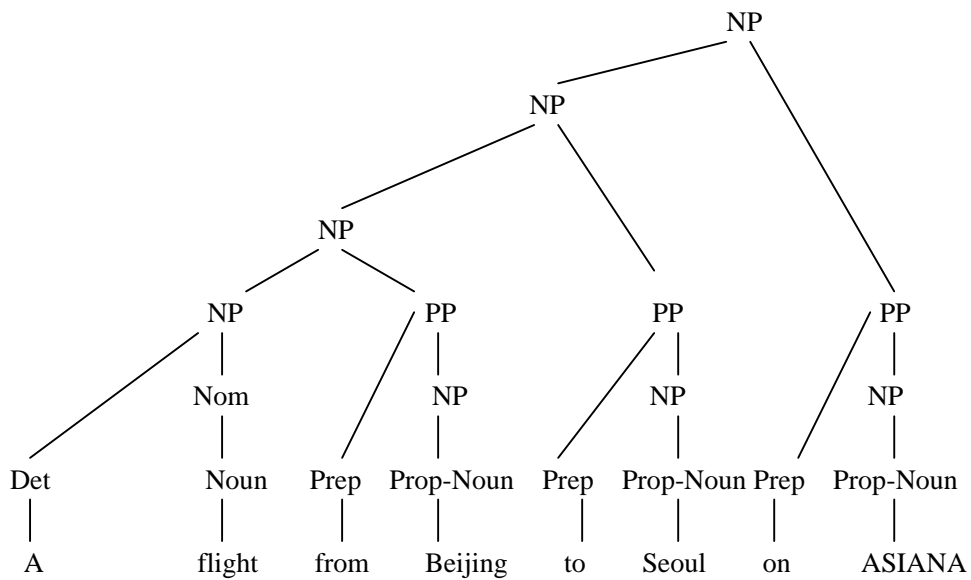 NP
NP
NP
NP PP PP PP
Nom NP NP NP
Det Noun Prep Prop-Noun Prep Prop-Noun Prep Prop-Noun
A flight from Beijing to Seoul on ASIANA